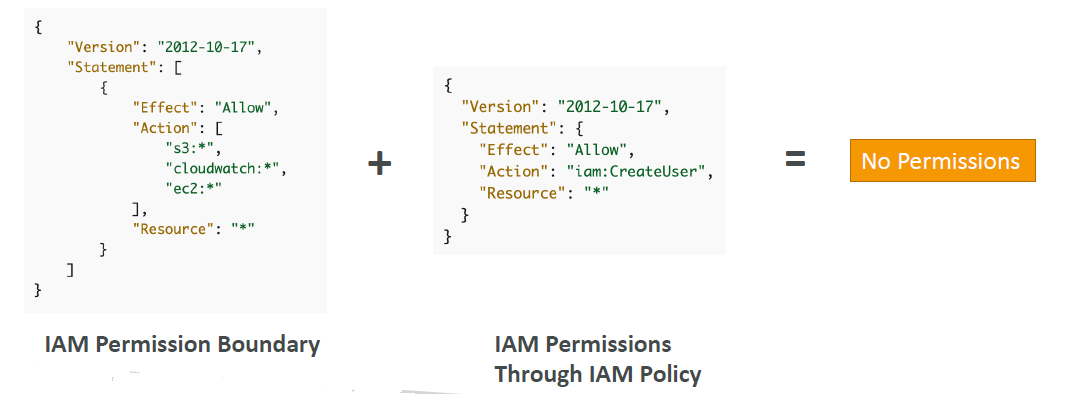 {
"Version": "2012-10-17",
"Statement": [
{
"Effect": "Allow",
"Action": [
"s3:*",
"cloudwatch:*",
"ec2:*"
],
"Resource": "*"
}
]
}
IAM Permission Boundary
+
{
"Version": "2012-10-17",
"Statement": {
"Effect": "Allow",
"Action": "iam:CreateUser",
"Resource": "*"
}
}
IAM Permissions
Through IAM Policy
=
No Permissions